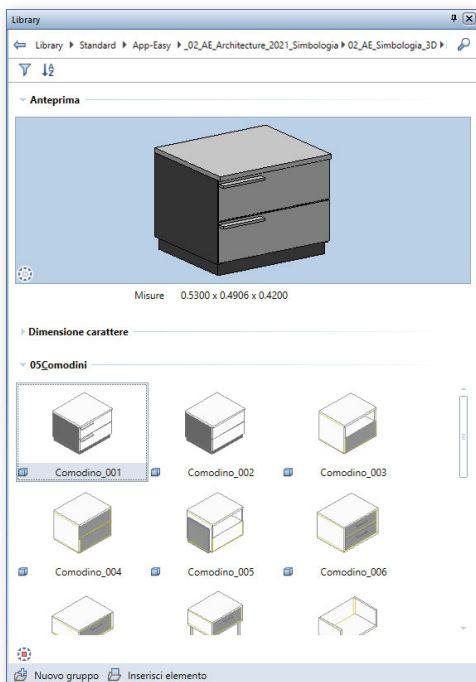 Library
Library ▸ Standard ▸ App-Easy ▸ _02_AE_Architecture_2021_Simbologia ▸ 02_AE_Simbologia_3D ▸
Anteprima
Misure 0.5300 x 0.4906 x 0.4200
Dimensione carattere
05Comodini
Comodino_001 Comodino_002 Comodino_003
Comodino_004 Comodino_005 Comodino_006
Nuovo gruppo Inserisci elemento